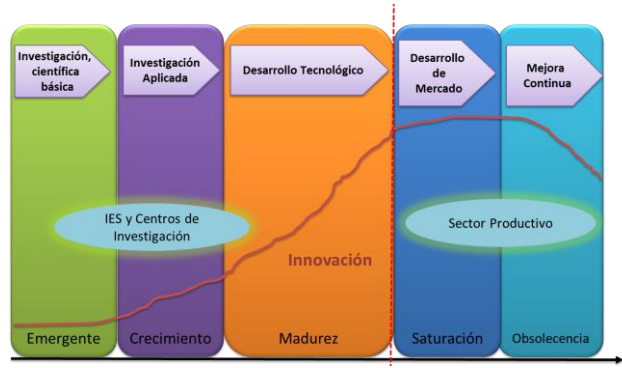 Investigación,
científica
básica
Investigación
Aplicada
Desarrollo Tecnológico
Desarrollo
de
Mercado
Mejora
Continua
IES y Centros de
Investigación
Sector Productivo
Innovación
Emergente
Crecimiento
Madurez
Saturación
Obsolecencia